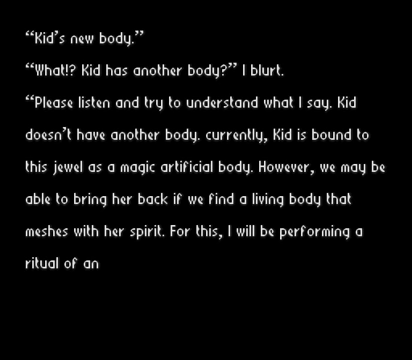 “Kid’s new body.”
“What!? Kid has another body?” I blurt.
“Please listen and try to understand what I say. Kid
doesn’t have another body. currently, Kid is bound to
this jewel as a magic artificial body. However, we may be
able to bring her back if we find a living body that
meshes with her spirit. For this, I will be performing a
ritual of an